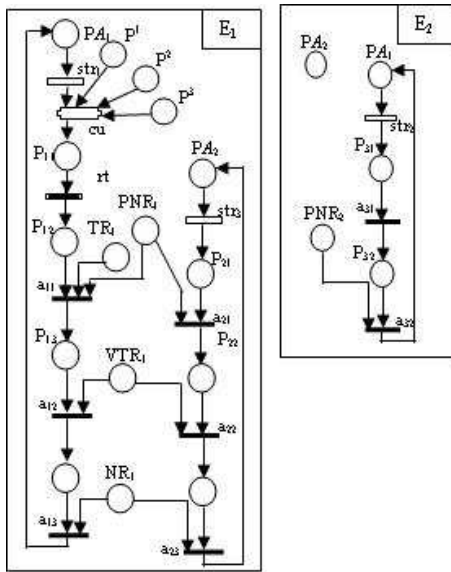 E₁
PA₁
P¹
str₁
P²
P³
cu
P₁₁
PA₂
rt
PNR₁
str₃
P₁₂
TR₁
P₂₁
a₁₁
a₂₁
P₂₂
P₁₃
VTR₁
a₁₂
a₂₂
NR₁
a₁₃
a₂₃
E₂
PA₂
PA₁
str₂
P₃₁
a₃₁
PNR₂
P₃₂
a₃₂